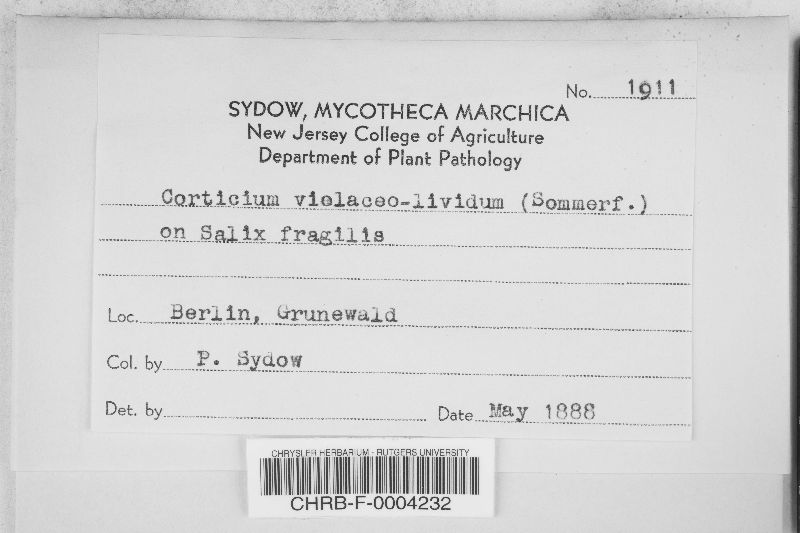 No. 1911
SYDOW, MYCOTHECA MARCHICA
New Jersey College of Agriculture
Department of Plant Pathology
Corticium violaceo-lividum (Sommerf.)
on Salix fragilis
Loc. Berlin, Grunewald
Col. by P. Sydow
Det. by Date May 1888
CHRYSLER HERBARIUM - RUTGERS UNIVERSITY
CHRB-F-0004232